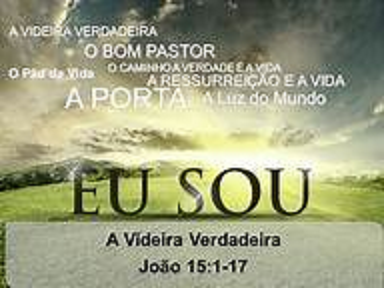 A VIDEIRA VERDADEIRA
O BOM PASTOR
O CAMINHO A VERDADE E A VIDA
O Pão da Vida
A RESSURREIÇÃO E A VIDA
A PORTA A Luz do Mundo
EU SOU
A Videira Verdadeira
João 15:1-17